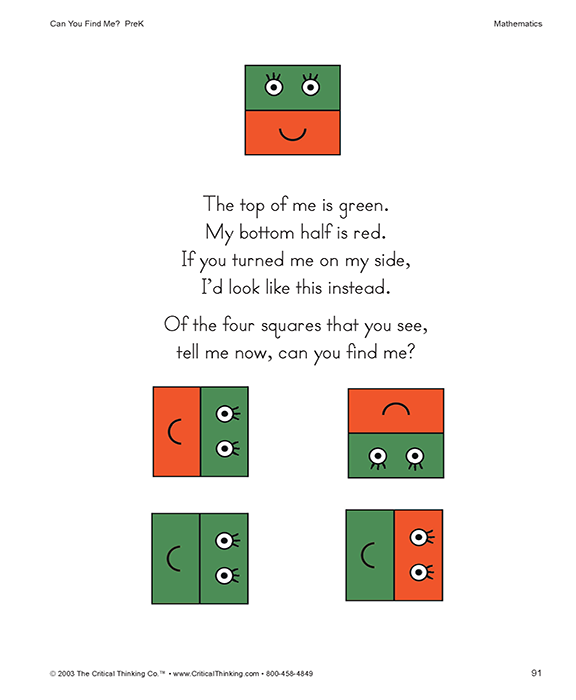 Can You Find Me? PreK
Mathematics
The top of me is green.
My bottom half is red.
If you turned me on my side,
I'd look like this instead.
Of the four squares that you see,
tell me now, can you find me?
© 2003 The Critical Thinking Co.™ • www.CriticalThinking.com • 800-458-4849
91